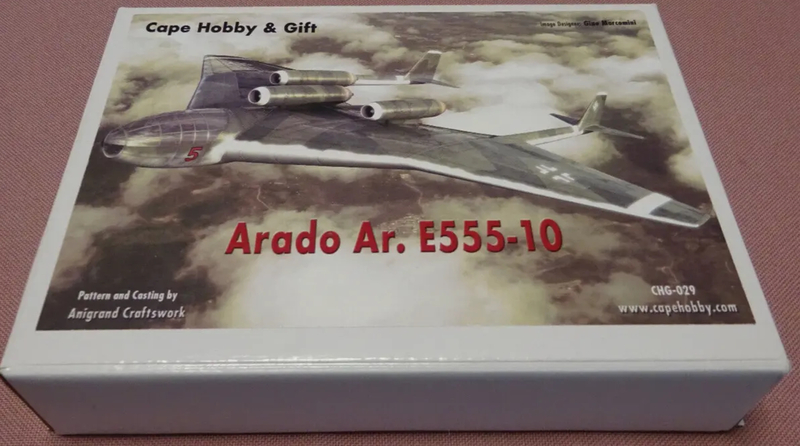 Cape Hobby & Gift
Image Designer: Gino Marcomini
5
Arado Ar. E555-10
Pattern and Casting by
Anigrand Craftswork
CHG-029
www.capehobby.com